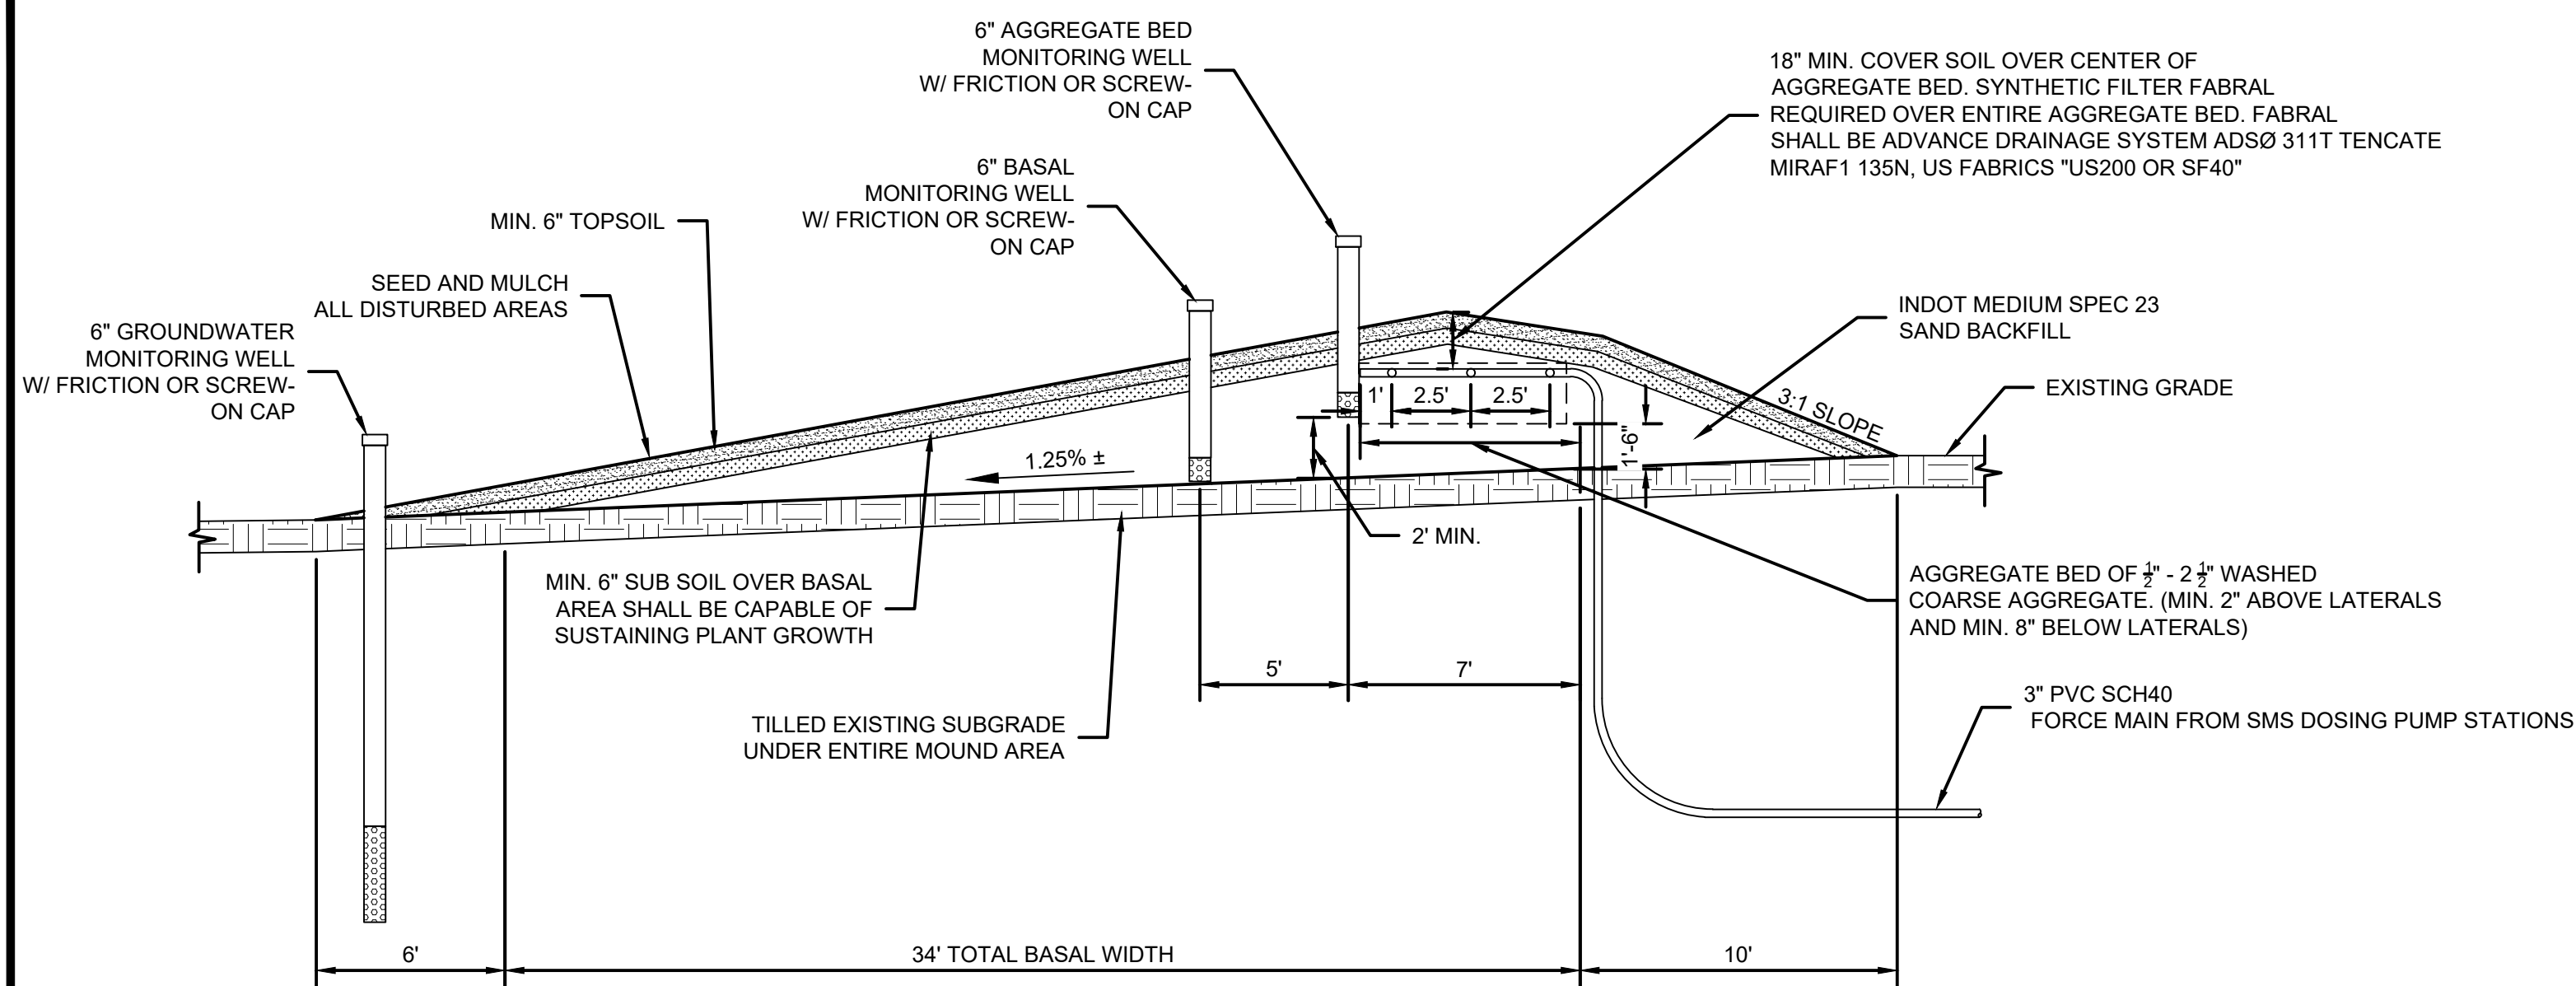 6" AGGREGATE BED
MONITORING WELL
W/ FRICTION OR SCREW-
ON CAP
18" MIN. COVER SOIL OVER CENTER OF
AGGREGATE BED. SYNTHETIC FILTER FABRAL
REQUIRED OVER ENTIRE AGGREGATE BED. FABRAL
SHALL BE ADVANCE DRAINAGE SYSTEM ADSØ 311T TENCATE
MIRAF1 135N, US FABRICS "US200 OR SF40"
6" BASAL
MONITORING WELL
W/ FRICTION OR SCREW-
ON CAP
MIN. 6" TOPSOIL
SEED AND MULCH
ALL DISTURBED AREAS
6" GROUNDWATER
MONITORING WELL
W/ FRICTION OR SCREW-
ON CAP
INDOT MEDIUM SPEC 23
SAND BACKFILL
EXISTING GRADE
1'
2.5'
2.5'
3:1 SLOPE
1'-6"
1.25% ±
2' MIN.
MIN. 6" SUB SOIL OVER BASAL
AREA SHALL BE CAPABLE OF
SUSTAINING PLANT GROWTH
AGGREGATE BED OF 1/2" - 2 1/2" WASHED
COARSE AGGREGATE. (MIN. 2" ABOVE LATERALS
AND MIN. 8" BELOW LATERALS)
5'
7'
3" PVC SCH40
FORCE MAIN FROM SMS DOSING PUMP STATIONS
TILLED EXISTING SUBGRADE
UNDER ENTIRE MOUND AREA
6'
34' TOTAL BASAL WIDTH
10'